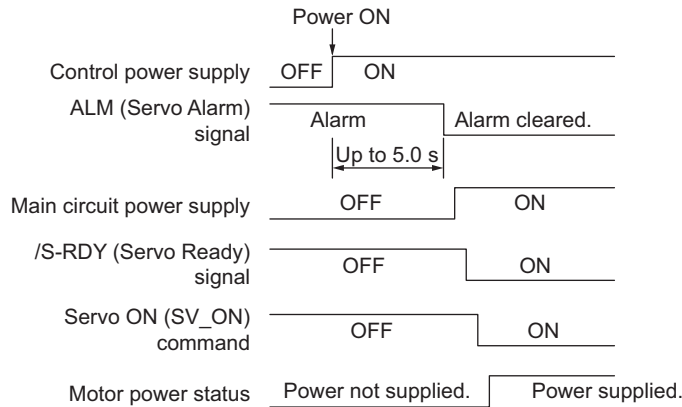 Power ON
Control power supply OFF ON
ALM (Servo Alarm)
signal
Alarm Alarm cleared.
Up to 5.0 s
Main circuit power supply OFF ON
/S-RDY (Servo Ready)
signal
OFF ON
Servo ON (SV_ON)
command
OFF ON
Motor power status Power not supplied. Power supplied.